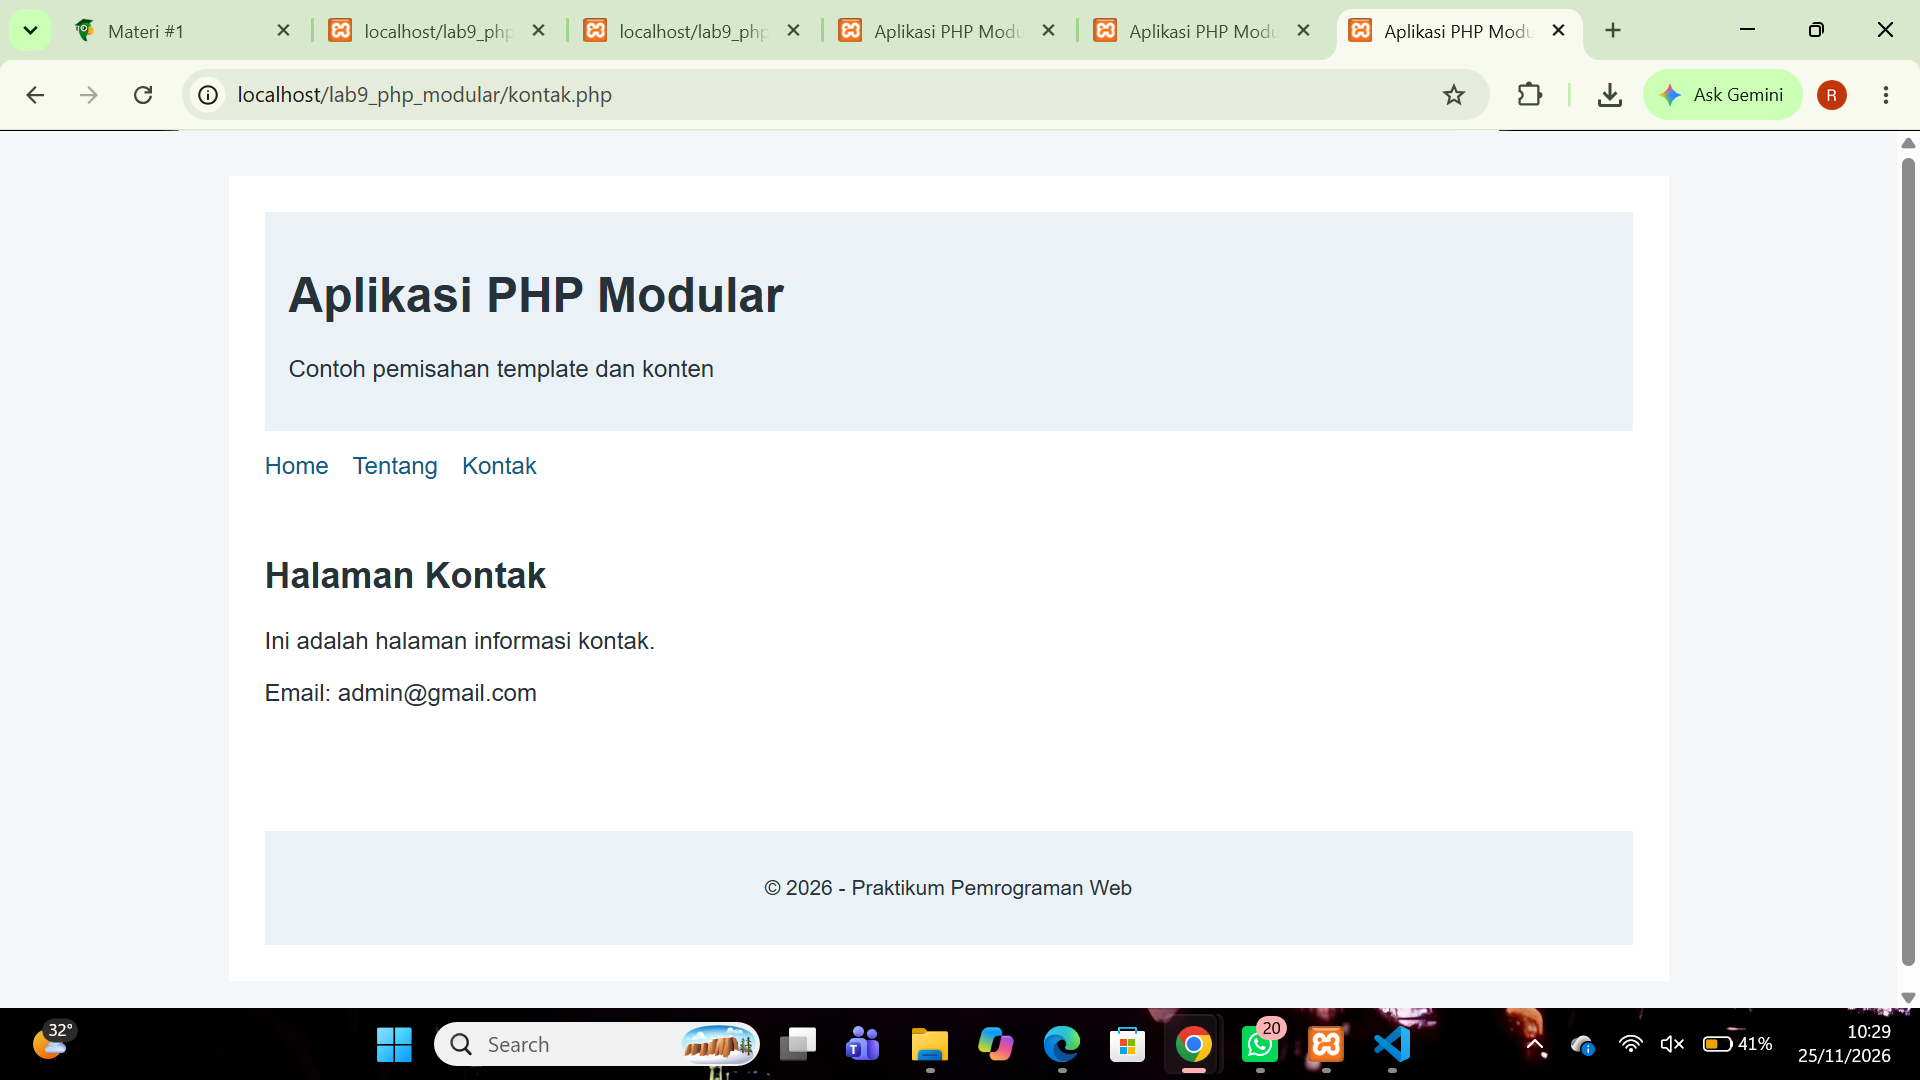 Materi #1
localhost/lab9_php
localhost/lab9_php
Aplikasi PHP Modu
Aplikasi PHP Modu
Aplikasi PHP Modu
localhost/lab9_php_modular/kontak.php
Ask Gemini
R
Aplikasi PHP Modular
Contoh pemisahan template dan konten
Home Tentang Kontak
Halaman Kontak
Ini adalah halaman informasi kontak.
Email: admin@gmail.com
© 2026 - Praktikum Pemrograman Web
32°
Search
20
41%
10:29
25/11/2026